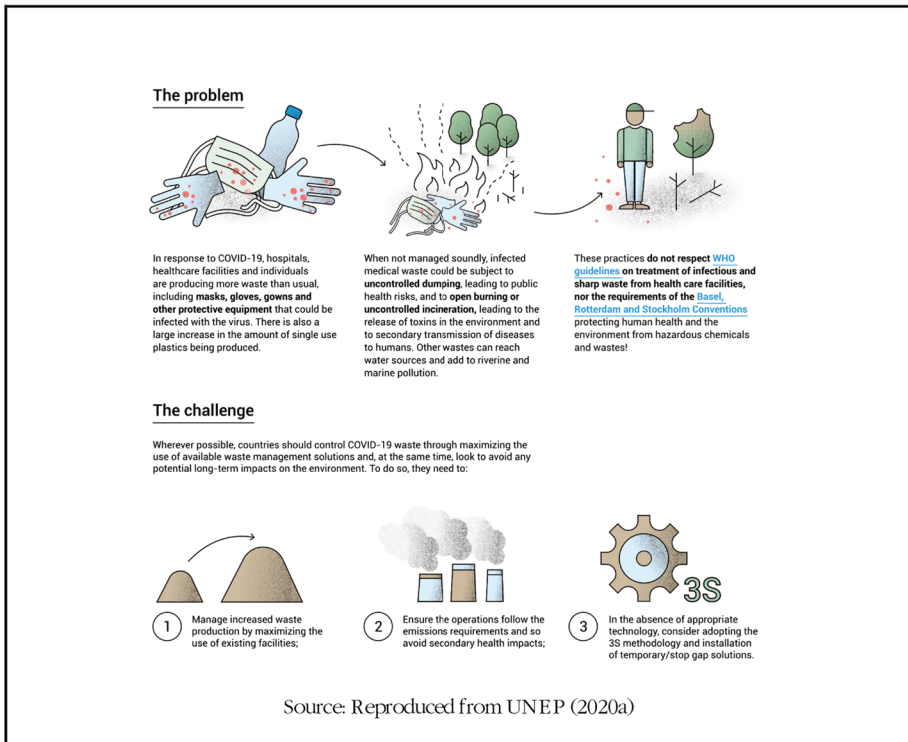 The problem
In response to COVID-19, hospitals,
healthcare facilities and individuals
are producing more waste than usual,
including masks, gloves, gowns and
other protective equipment that could
be infected with the virus. There is also a
large increase in the amount of single use
plastics being produced.
When not managed soundly, infected
medical waste could be subject to
uncontrolled dumping, leading to public
health risks, and to open burning or
uncontrolled incineration, leading to the
release of toxins in the environment and
to secondary transmission of diseases
to humans. Other wastes can reach
water sources and add to riverine and
marine pollution.
These practices do not respect WHO
guidelines on treatment of infectious and
sharp waste from health care facilities,
nor the requirements of the Basel,
Rotterdam and Stockholm Conventions
protecting human health and the
environment from hazardous chemicals
and wastes!
The challenge
Wherever possible, countries should control COVID-19 waste through maximizing the
use of available waste management solutions and, at the same time, look to avoid any
potential long-term impacts on the environment. To do so, they need to:
1
Manage increased waste
production by maximizing the
use of existing facilities;
2
Ensure the operations follow the
emissions requirements and so
avoid secondary health impacts;
3S
3
In the absence of appropriate
technology, consider adopting the
3S methodology and installation
of temporary/stop gap solutions.
Source: Reproduced from UNEP (2020a)